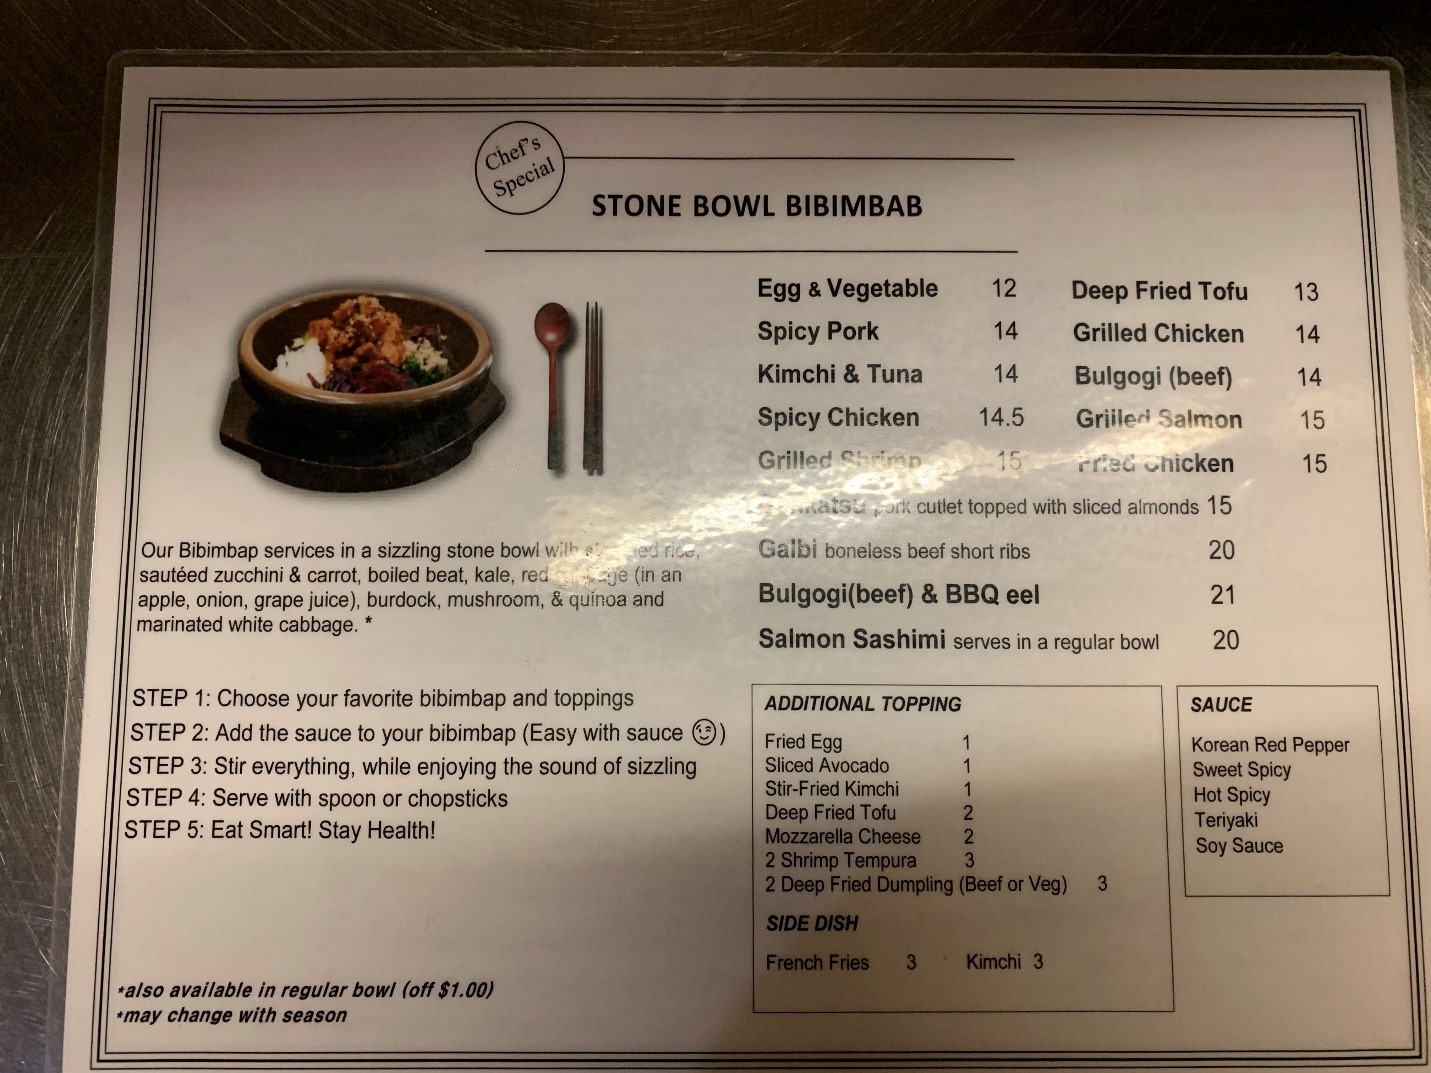 Chef's
Special
STONE BOWL BIBIMBAB
Egg & Vegetable 12 Deep Fried Tofu 13
Spicy Pork 14 Grilled Chicken 14
Kimchi & Tuna 14 Bulgogi (beef) 14
Spicy Chicken 14.5 Grilled Salmon 15
Grilled Shrimp 15 Fried Chicken 15
pork cutlet topped with sliced almonds 15
Galbi boneless beef short ribs 20
Bulgogi(beef) & BBQ eel 21
Salmon Sashimi serves in a regular bowl 20
Our Bibimbap services in a sizzling stone bowl with rice,
sautéed zucchini & carrot, boiled beat, kale, red (in an
apple, onion, grape juice), burdock, mushroom, & quinoa and
marinated white cabbage. *
STEP 1: Choose your favorite bibimbap and toppings
STEP 2: Add the sauce to your bibimbap (Easy with sauce 😉)
STEP 3: Stir everything, while enjoying the sound of sizzling
STEP 4: Serve with spoon or chopsticks
STEP 5: Eat Smart! Stay Health!
*also available in regular bowl (off $1.00)
*may change with season
ADDITIONAL TOPPING
Fried Egg 1
Sliced Avocado 1
Stir-Fried Kimchi 1
Deep Fried Tofu 2
Mozzarella Cheese 2
2 Shrimp Tempura 3
2 Deep Fried Dumpling (Beef or Veg) 3
SIDE DISH
French Fries 3 Kimchi 3
SAUCE
Korean Red Pepper
Sweet Spicy
Hot Spicy
Teriyaki
Soy Sauce